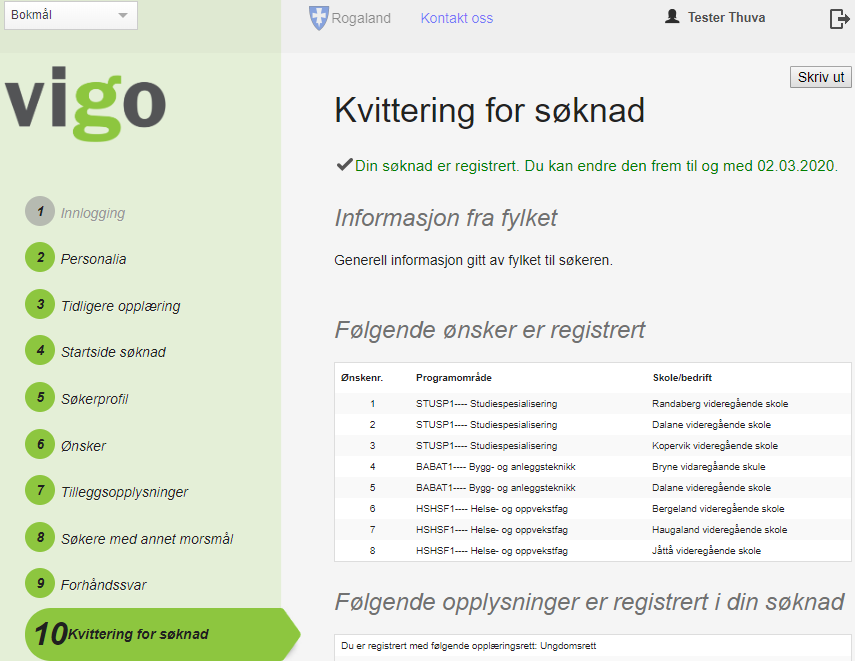 Bokmål
Rogaland
Kontakt oss
Tester Thuva
Skriv ut
vigo
1 Innlogging
2 Personalia
3 Tidligere opplæring
4 Startside søknad
5 Søkerprofil
6 Ønsker
7 Tilleggsopplysninger
8 Søkere med annet morsmål
9 Forhåndssvar
10 Kvittering for søknad
Kvittering for søknad
Din søknad er registrert. Du kan endre den frem til og med 02.03.2020.
Informasjon fra fylket
Generell informasjon gitt av fylket til søkeren.
Følgende ønsker er registrert
Ønskenr. Programområde Skole/bedrift
1 STUSP1---- Studiespesialisering Randaberg videregående skole
2 STUSP1---- Studiespesialisering Dalane videregående skole
3 STUSP1---- Studiespesialisering Kopervik videregående skole
4 BABAT1---- Bygg- og anleggsteknikk Bryne vidaregåande skule
5 BABAT1---- Bygg- og anleggsteknikk Dalane videregående skole
6 HSHSF1---- Helse- og oppvekstfag Bergeland videregående skole
7 HSHSF1---- Helse- og oppvekstfag Haugaland videregående skole
8 HSHSF1---- Helse- og oppvekstfag Jåttå videregående skole
Følgende opplysninger er registrert i din søknad
Du er registrert med følgende opplæringsrett: Ungdomsrett